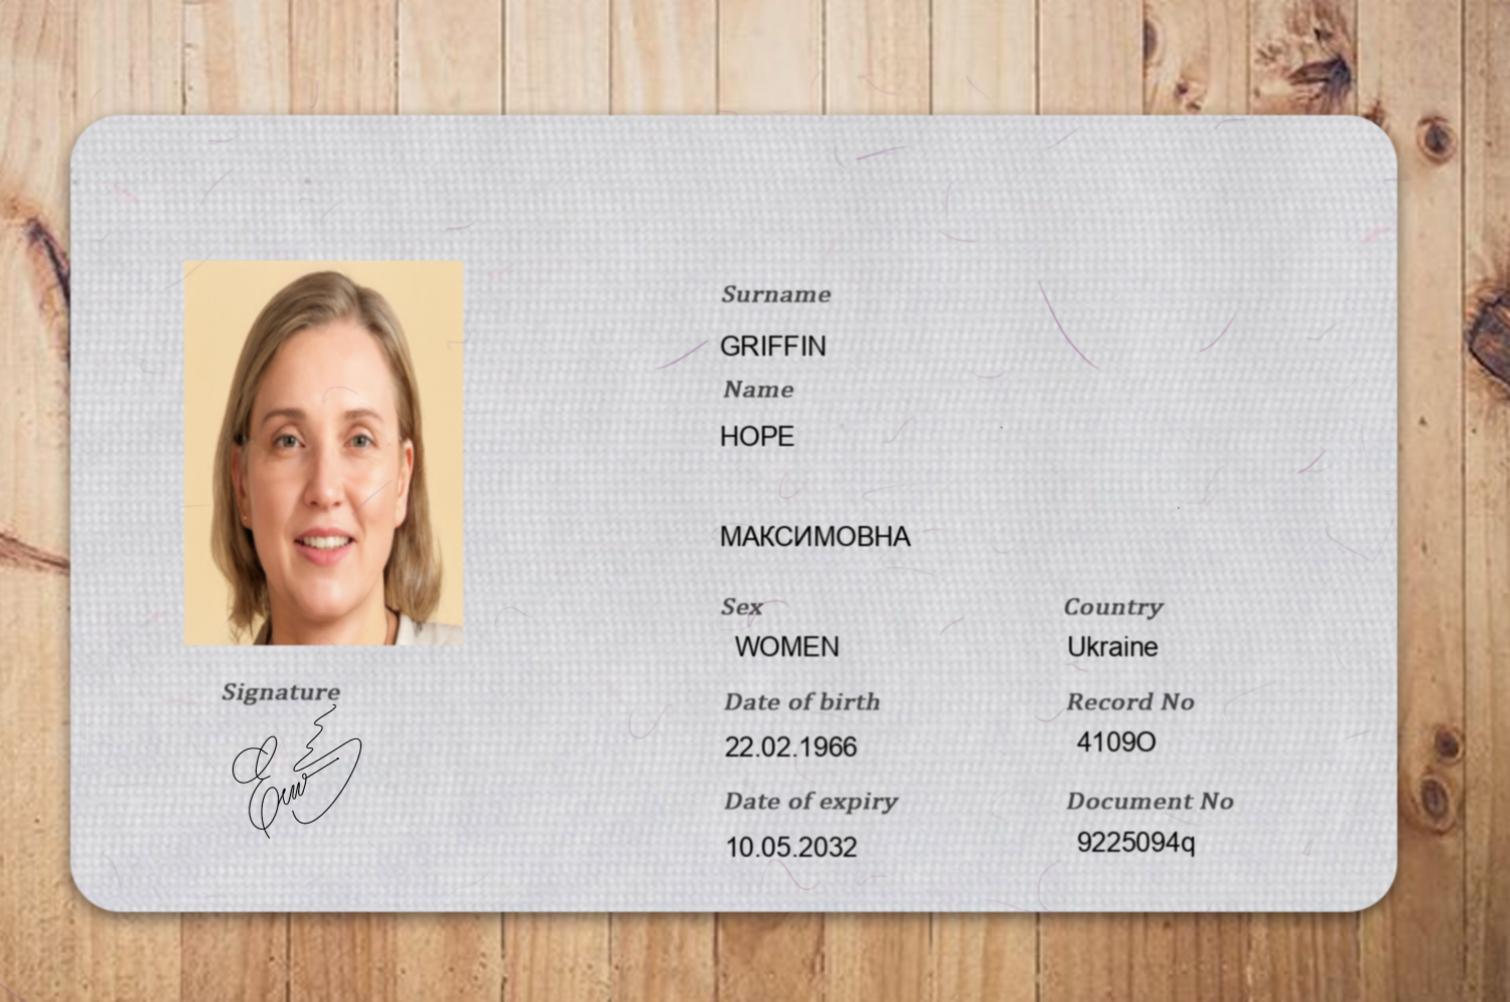 Surname
GRIFFIN
Name
HOPE
МАКСИМОВНА
Sex
Country
WOMEN
Ukraine
Date of birth
Record No
22.02.1966
4109O
Date of expiry
Document No
10.05.2032
9225094q
Signature